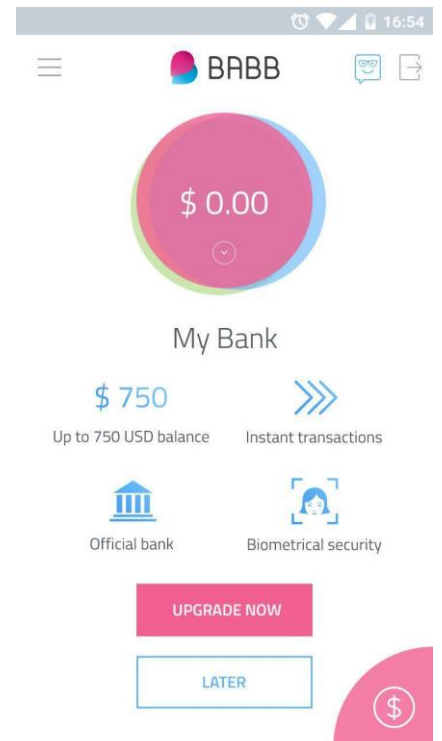 16:54
BABB
$ 0.00
My Bank
$ 750
Up to 750 USD balance
Instant transactions
Official bank
Biometrical security
UPGRADE NOW
LATER
$